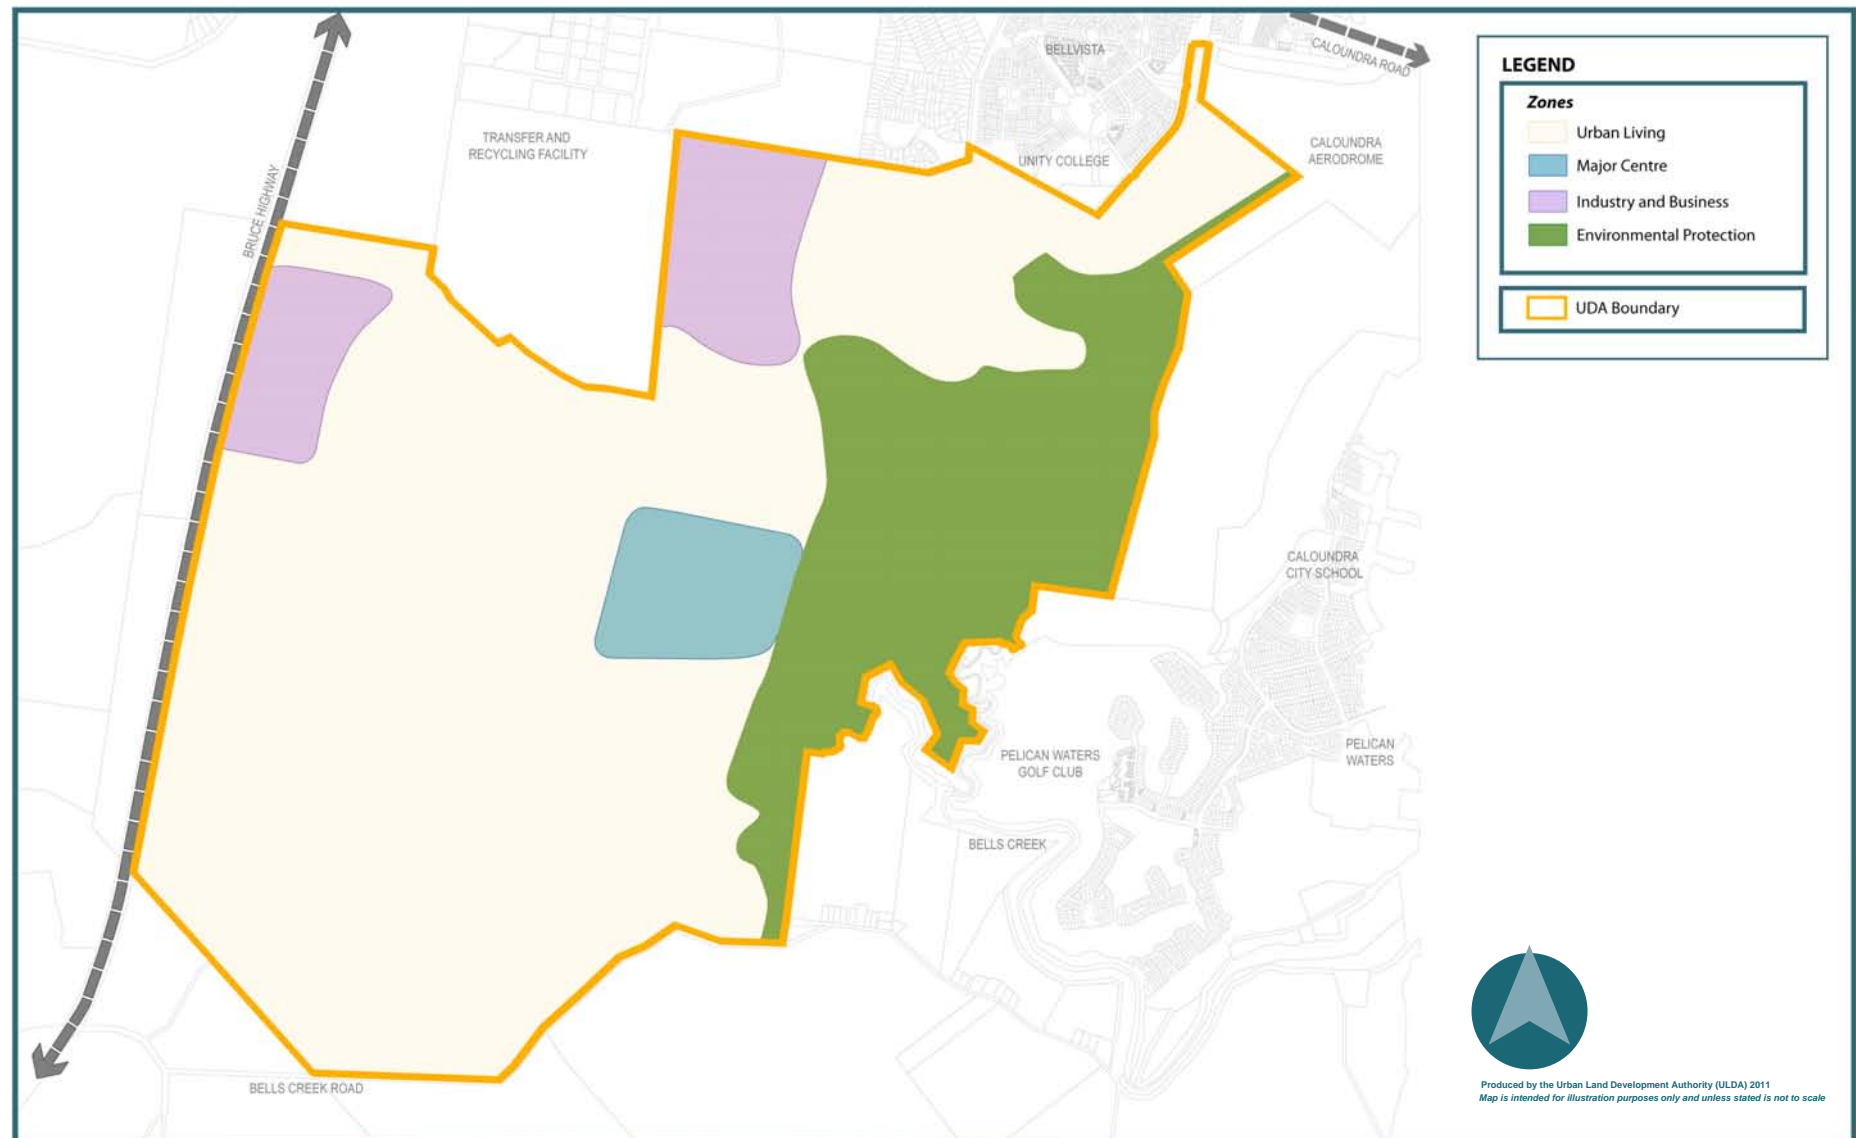 BELLVISTA
CALOUNDRA ROAD
TRANSFER AND
RECYCLING FACILITY
UNITY COLLEGE
CALOUNDRA
AERODROME
BRUCE HIGHWAY
CALOUNDRA
CITY SCHOOL
PELICAN WATERS
GOLF CLUB
PELICAN
WATERS
BELLS CREEK
BELLS CREEK ROAD
LEGEND
Zones
Urban Living
Major Centre
Industry and Business
Environmental Protection
UDA Boundary
Produced by the Urban Land Development Authority (ULDA) 2011
Map is intended for illustration purposes only and unless stated is not to scale